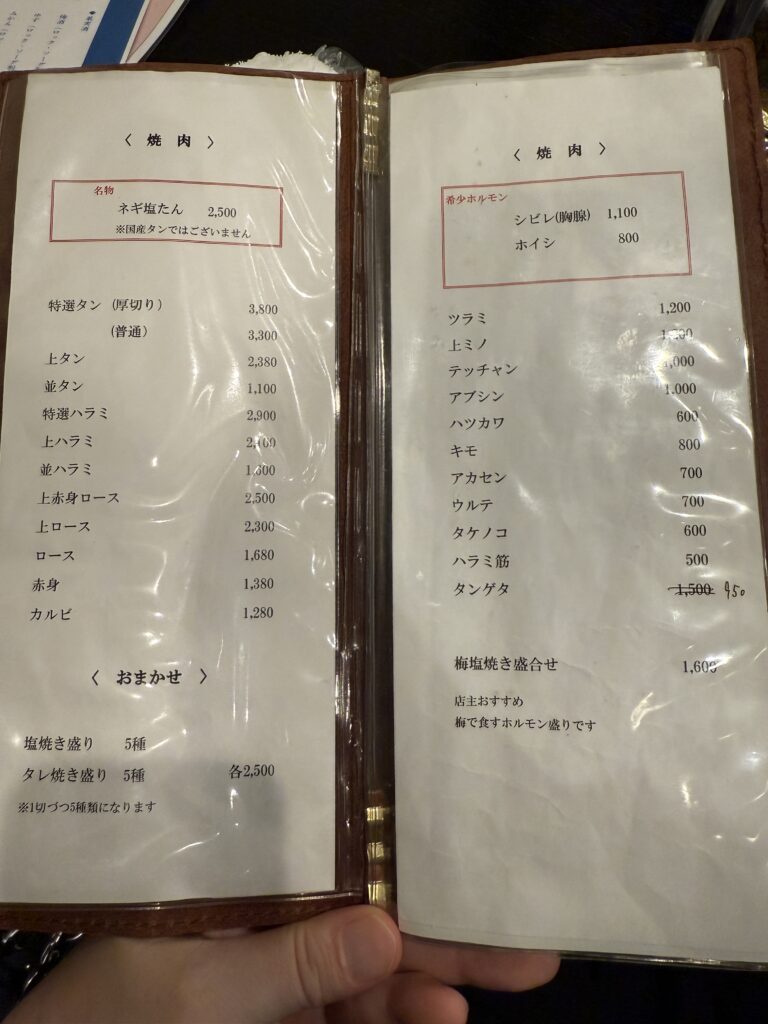 〈 焼 肉 〉
名物
ネギ塩たん 2,500
※国産タンではございません
特選タン (厚切り) 3,800
(普通) 3,300
上タン 2,380
並タン 1,100
特選ハラミ 2,900
上ハラミ
並ハラミ
上赤身ロース 2,500
上ロース 2,300
ロース 1,680
赤身 1,380
カルビ 1,280
〈 おまかせ 〉
塩焼き盛り 5種
タレ焼き盛り 5種 各2,500
※1切づつ5種類になります
〈 焼 肉 〉
希少ホルモン
シビレ(胸腺) 1,100
ホイシ 800
ツラミ 1,200
上ミノ
テッチャン
アブシン 1,000
ハツカワ 600
キモ 800
アカセン 700
ウルテ 700
タケノコ 600
ハラミ筋 500
タンゲタ 1,500 950
梅塩焼き盛合せ 1,600
店主おすすめ
梅で食すホルモン盛りです